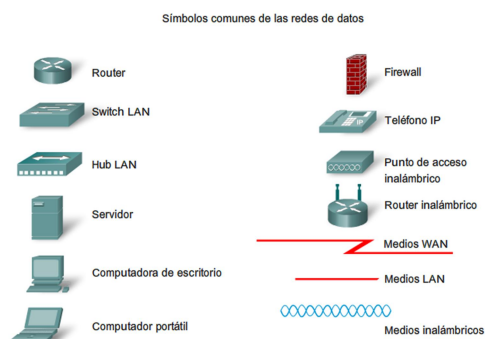 Símbolos comunes de las redes de datos
Router
Switch LAN
Hub LAN
Servidor
Computadora de escritorio
Computador portátil
Firewall
Teléfono IP
Punto de acceso
inalámbrico
Router inalámbrico
Medios WAN
Medios LAN
Medios inalámbricos